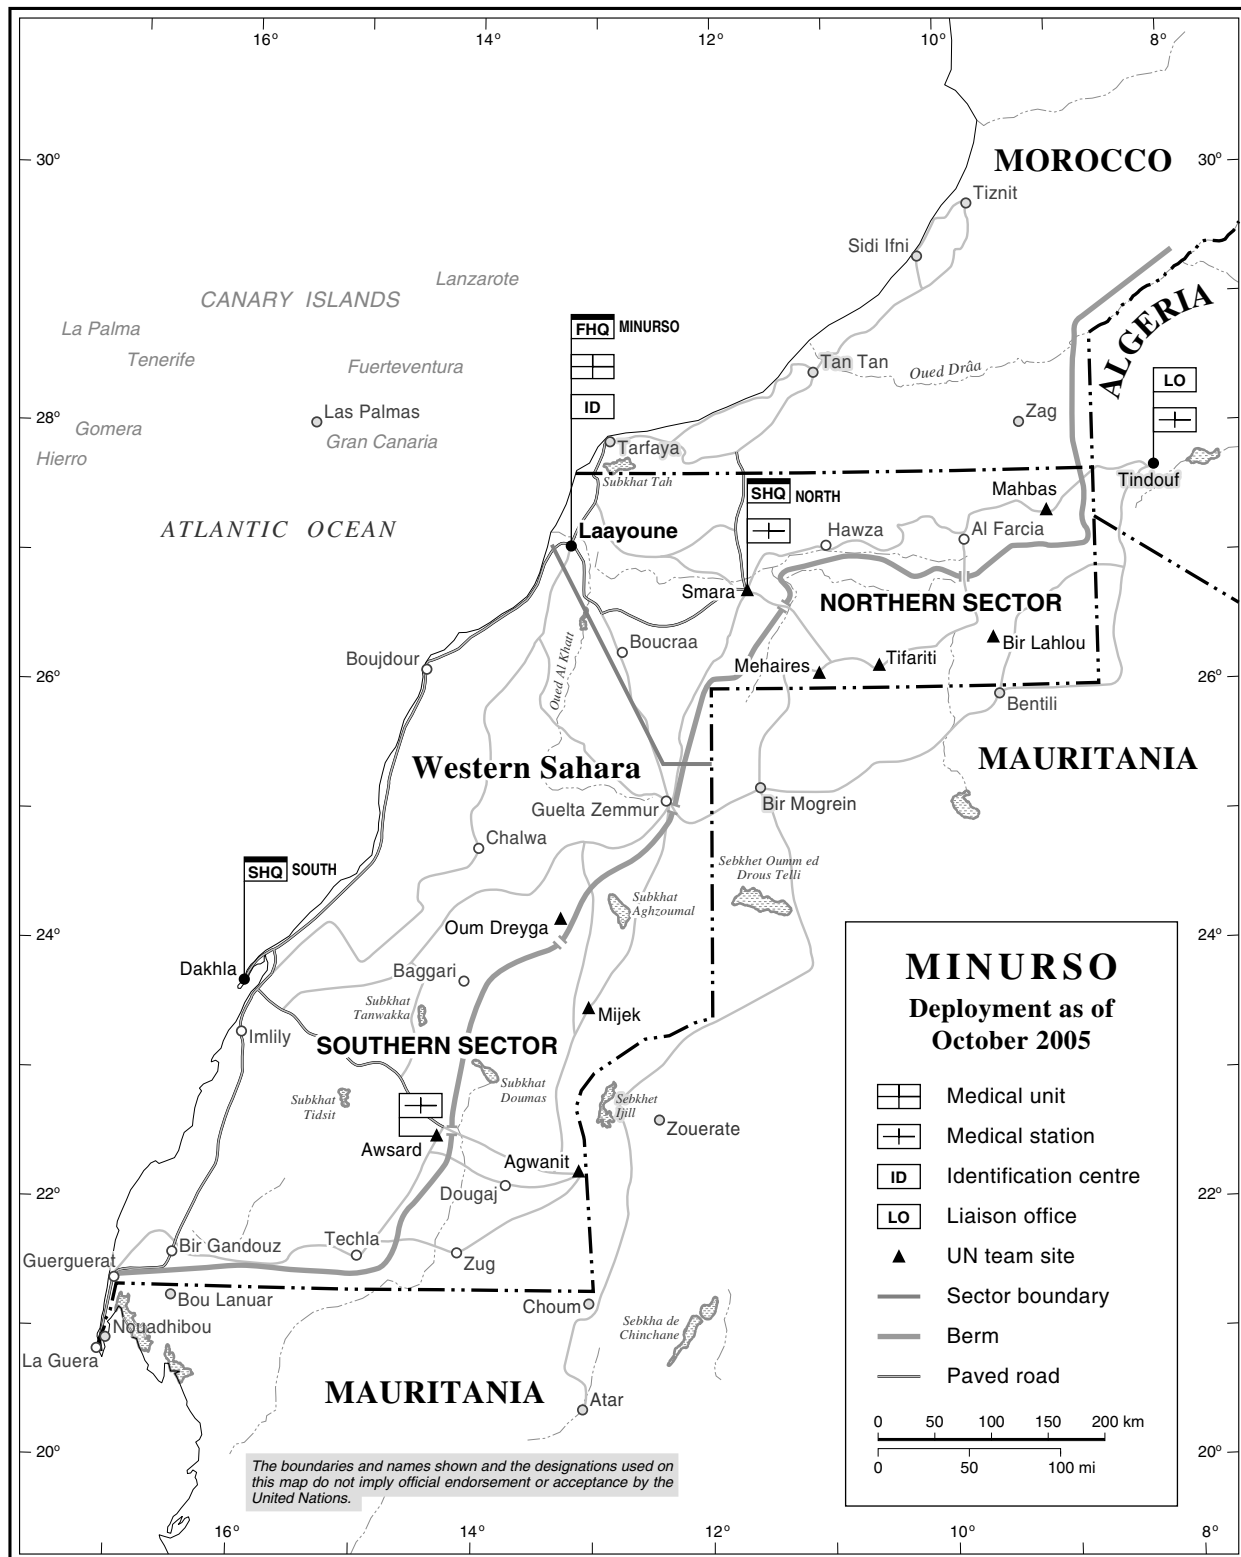 16° 14° 12° 10° 8°
30° 30°
MOROCCO
Tiznit
Sidi Ifni
Lanzarote
CANARY ISLANDS
La Palma
Tenerife
Fuerteventura
FHQ MINURSO
ID
ALGERIA
Tan Tan
Oued Drâa
LO
Las Palmas
Zag
28°
Gomera
Gran Canaria
Hierro
Tarfaya
Subkhat Tah
Tindouf
SHQ NORTH
Mahbas
ATLANTIC OCEAN
Laayoune
Hawza
Al Farcia
Smara
NORTHERN SECTOR
Oued Al Khatt
Boucraa
Bir Lahlou
Boujdour
Mehaires
Tifariti
26° 26°
Bentili
Western Sahara
MAURITANIA
Guelta Zemmur
Bir Mogrein
Chalwa
SHQ SOUTH
Sebkhet Oumm ed
Drous Telli
Subkhat
Aghzoumal
Oum Dreyga
24° 24°
Dakhla
Baggari
Subkhat
Tanwakka
Mijek
Imlily
SOUTHERN SECTOR
Subkhat
Doumas
Subkhat
Tidsit
Sebkhet
Ijill
Zouerate
Awsard
Agwanit
22° 22°
Dougaj
Techla
Bir Gandouz
Zug
Guerguerat
Bou Lanuar
Choum
Nouadhibou
Sebkha de
Chinchane
La Guera
MAURITANIA
Atar
20° 20°
The boundaries and names shown and the designations used on
this map do not imply official endorsement or acceptance by the
United Nations.
MINURSO
Deployment as of
October 2005
Medical unit
Medical station
ID Identification centre
LO Liaison office
UN team site
Sector boundary
Berm
Paved road
0 50 100 150 200 km
0 50 100 mi
16° 14° 12° 10° 8°